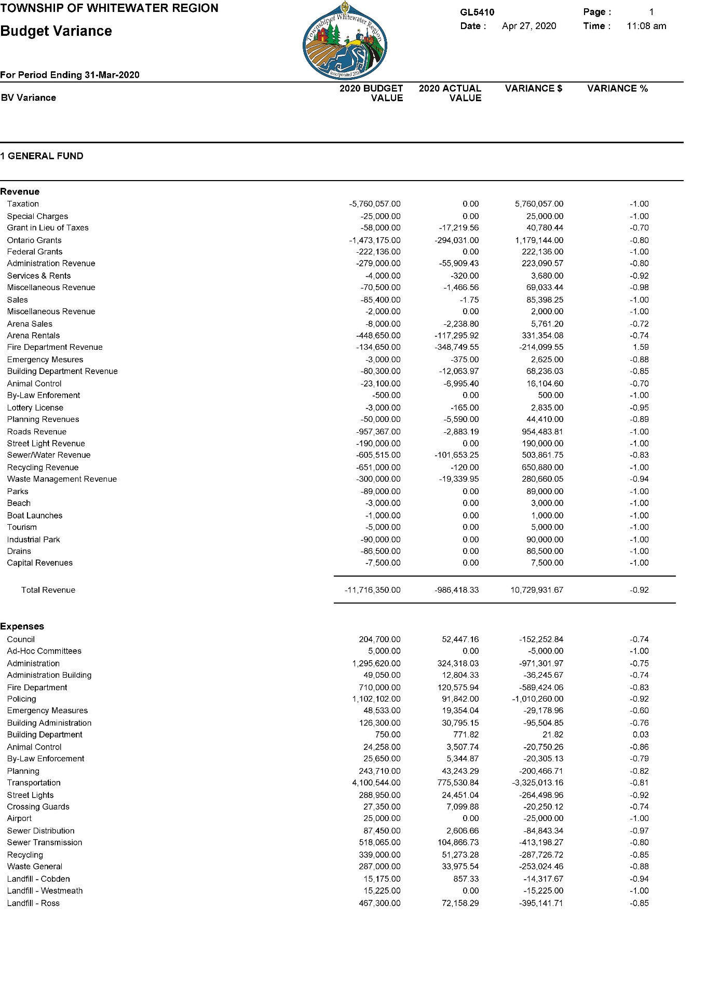 TOWNSHIP OF WHITEWATER REGION
Budget Variance
For Period Ending 31-Mar-2020
Township of Whitewater Region
Incorporated 2001
GL5410 Page : 1
Date : Apr 27, 2020 Time : 11:08 am
BV Variance 2020 BUDGET VALUE 2020 ACTUAL VALUE VARIANCE $ VARIANCE %
1 GENERAL FUND
Revenue
Taxation -5,760,057.00 0.00 5,760,057.00 -1.00
Special Charges -25,000.00 0.00 25,000.00 -1.00
Grant in Lieu of Taxes -58,000.00 -17,219.56 40,780.44 -0.70
Ontario Grants -1,473,175.00 -294,031.00 1,179,144.00 -0.80
Federal Grants -222,136.00 0.00 222,136.00 -1.00
Administration Revenue -279,000.00 -55,909.43 223,090.57 -0.80
Services & Rents -4,000.00 -320.00 3,680.00 -0.92
Miscellaneous Revenue -70,500.00 -1,466.56 69,033.44 -0.98
Sales -85,400.00 -1.75 85,398.25 -1.00
Miscellaneous Revenue -2,000.00 0.00 2,000.00 -1.00
Arena Sales -8,000.00 -2,238.80 5,761.20 -0.72
Arena Rentals -448,650.00 -117,295.92 331,354.08 -0.74
Fire Department Revenue -134,650.00 -348,749.55 -214,099.55 1.59
Emergency Mesures -3,000.00 -375.00 2,625.00 -0.88
Building Department Revenue -80,300.00 -12,063.97 68,236.03 -0.85
Animal Control -23,100.00 -6,995.40 16,104.60 -0.70
By-Law Enforement -500.00 0.00 500.00 -1.00
Lottery License -3,000.00 -165.00 2,835.00 -0.95
Planning Revenues -50,000.00 -5,590.00 44,410.00 -0.89
Roads Revenue -957,367.00 -2,883.19 954,483.81 -1.00
Street Light Revenue -190,000.00 0.00 190,000.00 -1.00
Sewer/Water Revenue -605,515.00 -101,653.25 503,861.75 -0.83
Recycling Revenue -651,000.00 -120.00 650,880.00 -1.00
Waste Management Revenue -300,000.00 -19,339.95 280,660.05 -0.94
Parks -89,000.00 0.00 89,000.00 -1.00
Beach -3,000.00 0.00 3,000.00 -1.00
Boat Launches -1,000.00 0.00 1,000.00 -1.00
Tourism -5,000.00 0.00 5,000.00 -1.00
Industrial Park -90,000.00 0.00 90,000.00 -1.00
Drains -86,500.00 0.00 86,500.00 -1.00
Capital Revenues -7,500.00 0.00 7,500.00 -1.00
Total Revenue -11,716,350.00 -986,418.33 10,729,931.67 -0.92
Expenses
Council 204,700.00 52,447.16 -152,252.84 -0.74
Ad-Hoc Committees 5,000.00 0.00 -5,000.00 -1.00
Administration 1,295,620.00 324,318.03 -971,301.97 -0.75
Administration Building 49,050.00 12,804.33 -36,245.67 -0.74
Fire Department 710,000.00 120,575.94 -589,424.06 -0.83
Policing 1,102,102.00 91,842.00 -1,010,260.00 -0.92
Emergency Measures 48,533.00 19,354.04 -29,178.96 -0.60
Building Administration 126,300.00 30,795.15 -95,504.85 -0.76
Building Department 750.00 771.82 21.82 0.03
Animal Control 24,258.00 3,507.74 -20,750.26 -0.86
By-Law Enforcement 25,650.00 5,344.87 -20,305.13 -0.79
Planning 243,710.00 43,243.29 -200,466.71 -0.82
Transportation 4,100,544.00 775,530.84 -3,325,013.16 -0.81
Street Lights 288,950.00 24,451.04 -264,498.96 -0.92
Crossing Guards 27,350.00 7,099.88 -20,250.12 -0.74
Airport 25,000.00 0.00 -25,000.00 -1.00
Sewer Distribution 87,450.00 2,606.66 -84,843.34 -0.97
Sewer Transmission 518,065.00 104,866.73 -413,198.27 -0.80
Recycling 339,000.00 51,273.28 -287,726.72 -0.85
Waste General 287,000.00 33,975.54 -253,024.46 -0.88
Landfill - Cobden 15,175.00 857.33 -14,317.67 -0.94
Landfill - Westmeath 15,225.00 0.00 -15,225.00 -1.00
Landfill - Ross 467,300.00 72,158.29 -395,141.71 -0.85